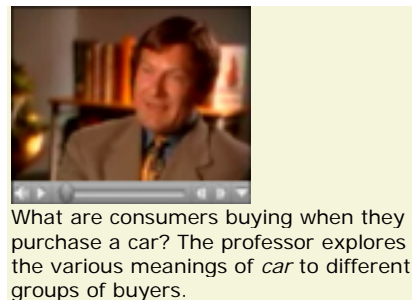 What are consumers buying when they
purchase a car? The professor explores
the various meanings of car to different
groups of buyers.